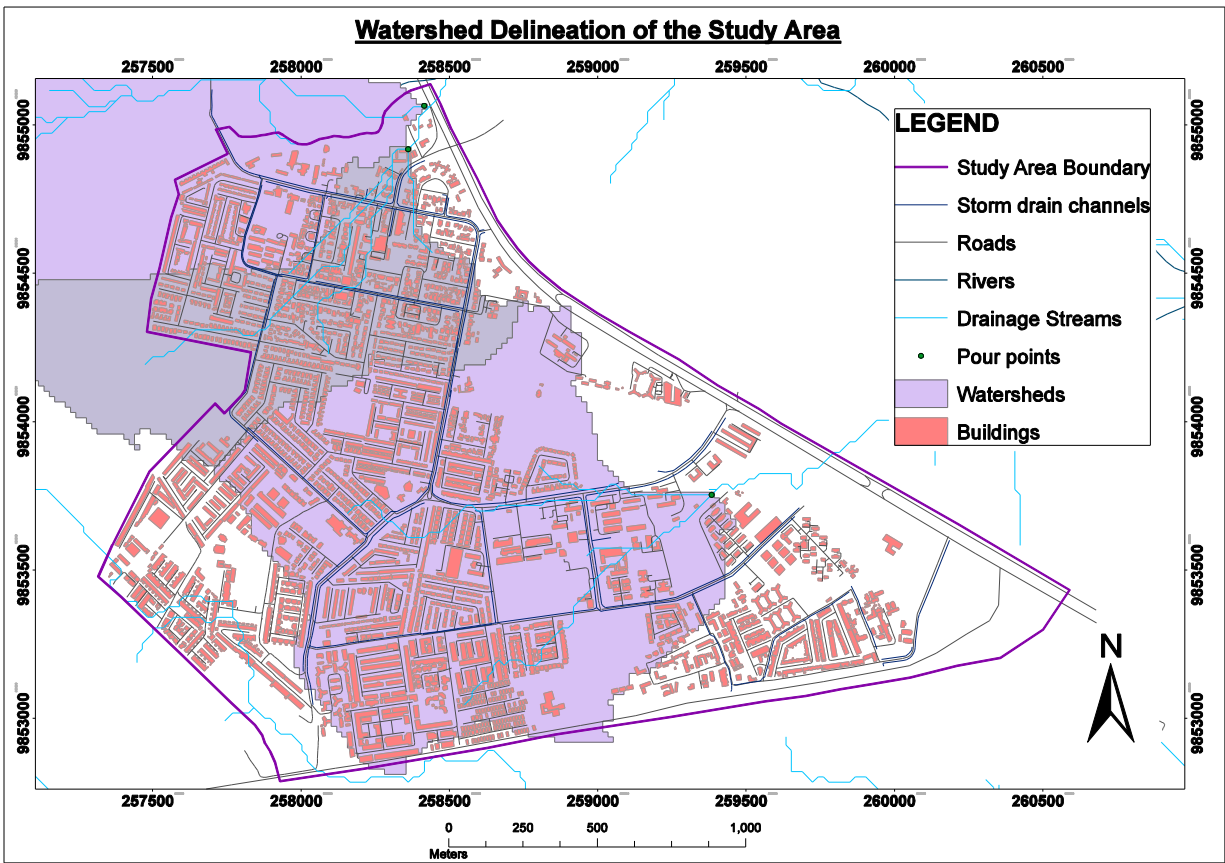 Watershed Delineation of the Study Area
257500 258000 258500 259000 259500 260000 260500
9855000
9854500
9854000
9853500
9853000
LEGEND
Study Area Boundary
Storm drain channels
Roads
Rivers
Drainage Streams
Pour points
Watersheds
Buildings
9855000
9854500
9854000
9853500
9853000
N
257500 258000 258500 259000 259500 260000 260500
0 250 500 1,000
Meters